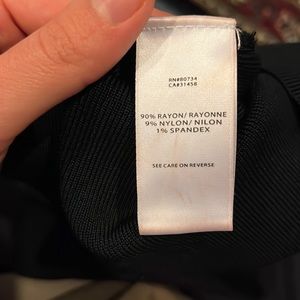 RN#80734
CA#31458
90% RAYON/ RAYONNE
9% NYLON/ NILON
1% SPANDEX
SEE CARE ON REVERSE